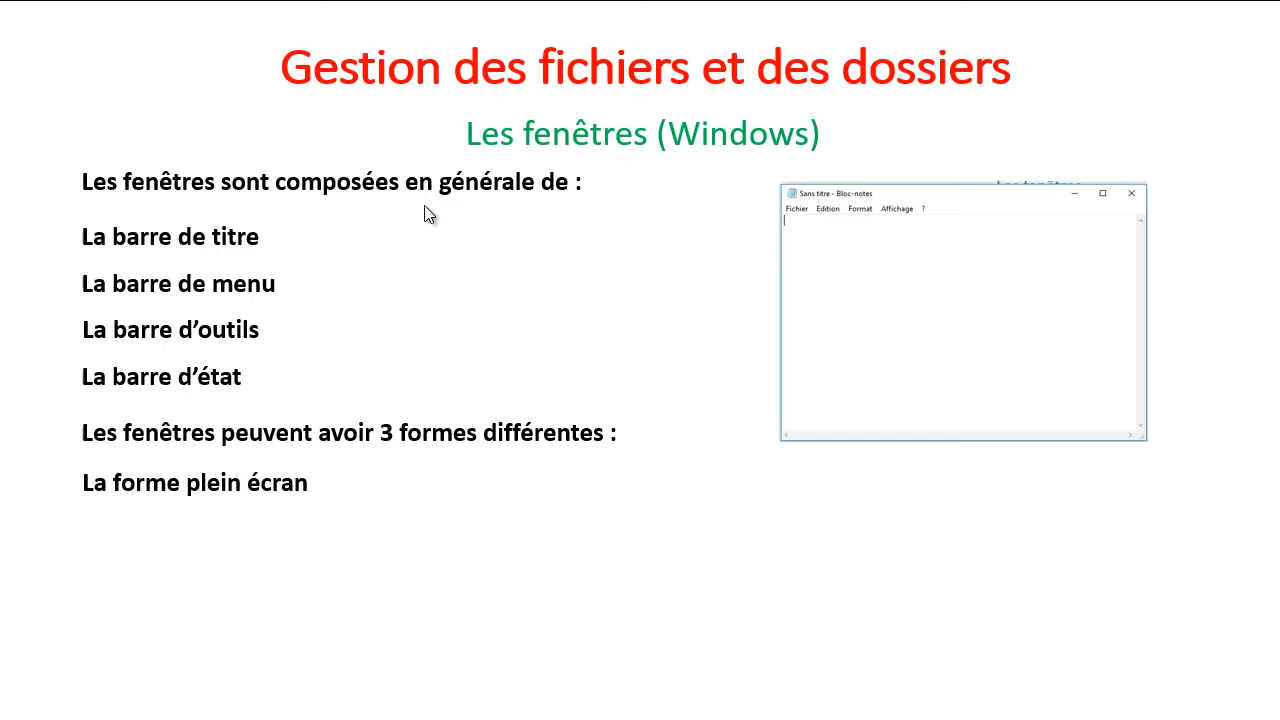 Gestion des fichiers et des dossiers
Les fenêtres (Windows)
Les fenêtres sont composées en générale de :
La barre de titre
La barre de menu
La barre d’outils
La barre d’état
Les fenêtres peuvent avoir 3 formes différentes :
La forme plein écran
Sans titre - Bloc-notes
Fichier Edition Format Affichage ?